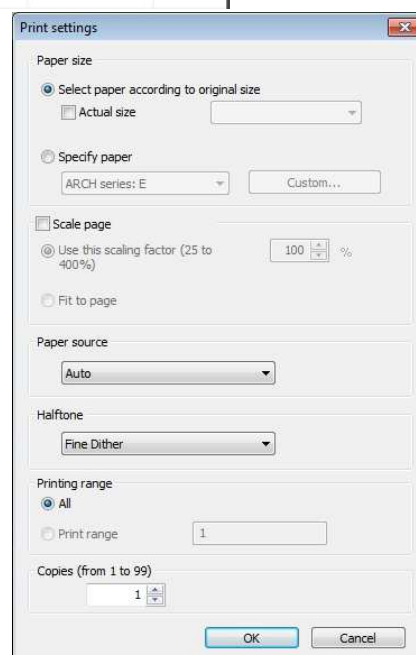 Print settings
Paper size
Select paper according to original size
Actual size
Specify paper
ARCH series: E
Custom...
Scale page
Use this scaling factor (25 to
400%)
100 %
Fit to page
Paper source
Auto
Halftone
Fine Dither
Printing range
All
Print range
1
Copies (from 1 to 99)
1
OK
Cancel